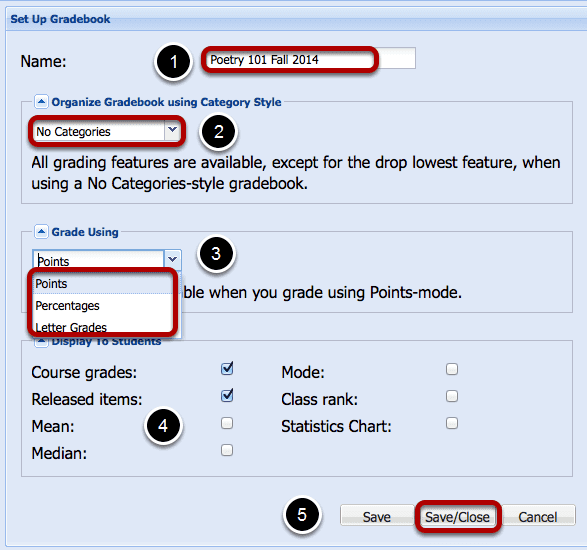 Set Up Gradebook
Name: 1 Poetry 101 Fall 2014
Organize Gradebook using Category Style
No Categories 2
All grading features are available, except for the drop lowest feature, when
using a No Categories-style gradebook.
Grade Using
Points 3
Points
Percentages when you grade using Points-mode.
Letter Grades
Display To Students
Course grades: Mode:
Released items: Class rank:
Mean: 4 Statistics Chart:
Median:
5 Save Save/Close Cancel